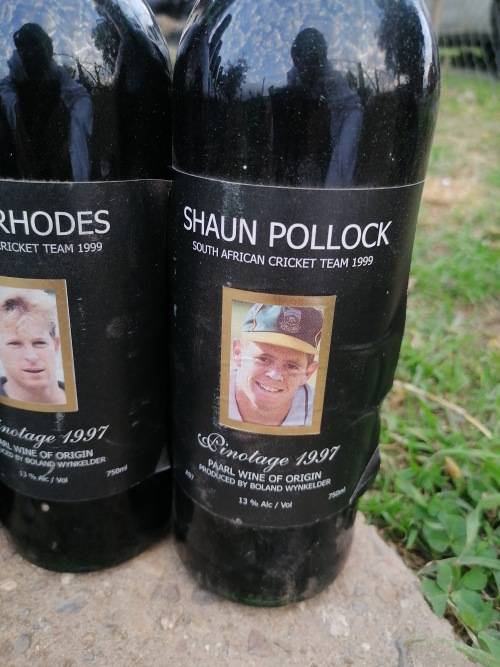 RHODES
CRICKET TEAM 1999
Pinotage 1997
PAARL WINE OF ORIGIN
PRODUCED BY BOLAND WYNKELDER
13 % Alc / Vol
750ml
SHAUN POLLOCK
SOUTH AFRICAN CRICKET TEAM 1999
Pinotage 1997
PAARL WINE OF ORIGIN
PRODUCED BY BOLAND WYNKELDER
A97
13 % Alc / Vol
750ml